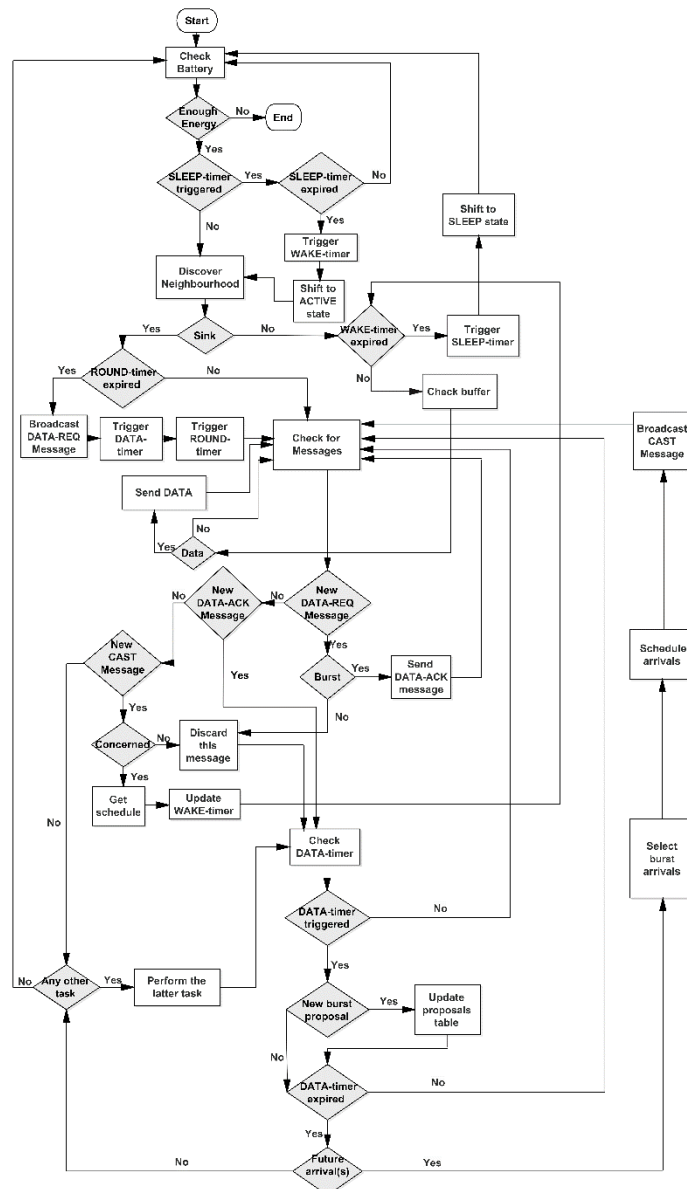 Start
Check
Battery
Enough
Energy
No
End
Yes
SLEEP-timer
triggered
Yes
SLEEP-timer
expired
No
Shift to
SLEEP state
No
Yes
Trigger
WAKE-timer
Discover
Neighbourhood
Shift to
ACTIVE
state
Yes
Sink
No
WAKE-timer
expired
Yes
Trigger
SLEEP-timer
Yes
ROUND-timer
expired
No
No
Check buffer
Broadcast
DATA-REQ
Message
Trigger
DATA-
timer
Trigger
ROUND-
timer
Check for
Messages
Broadcast
CAST
Message
Send DATA
No
Yes
Data
No
New
DATA-ACK
Message
No
New
DATA-REQ
Message
New
CAST
Message
Yes
Yes
Burst
Yes
Send
DATA-ACK
message
Schedule
arrivals
Yes
No
Concerned
No
Discard
this
message
Yes
Get
schedule
Update
WAKE-timer
No
Check
DATA-timer
Select
burst
arrivals
DATA-timer
triggered
No
Yes
No
Any other
task
Yes
Perform the
latter task
New burst
proposal
Yes
Update
proposals
table
No
DATA-timer
expired
No
Yes
No
Future
arrival(s)
Yes